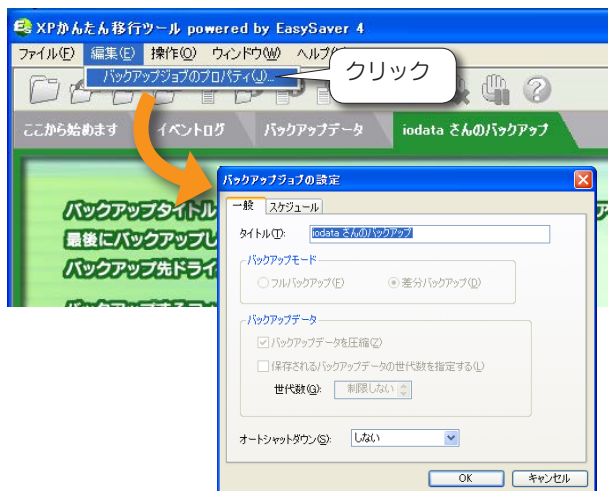 XPかんたん移行ツール powered by EasySaver 4
ファイル(F) 編集(E) 操作(O) ウィンドウ(W) ヘルプ(
バックアップジョブのプロパティ(J)...
クリック
ここから始めます イベントログ バックアップデータ iodata さんのバックアップ
バックアップタイトル
最後にバックアップし
バックアップ先ドライ
バックアップジョブの設定
一般 スケジュール
タイトル(T): iodata さんのバックアップ
バックアップモード
フルバックアップ(F) 差分バックアップ(D)
バックアップデータ
バックアップデータを圧縮(Z)
保存されるバックアップデータの世代数を指定する(L)
世代数(G): 制限しない
オートシャットダウン(S): しない
OK キャンセル